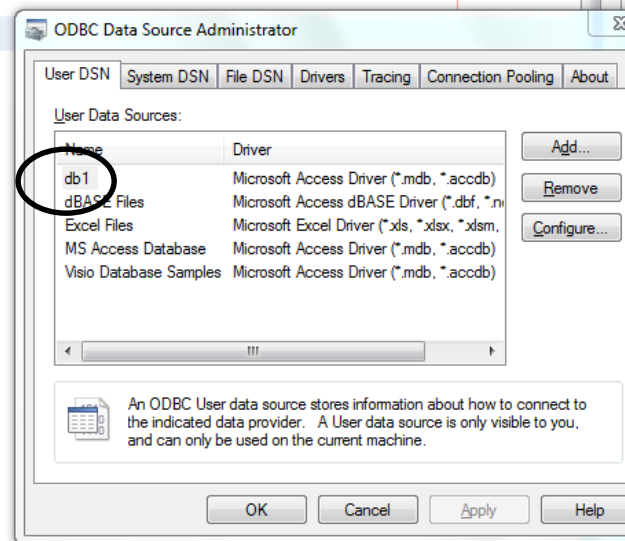 ODBC Data Source Administrator
User DSN System DSN File DSN Drivers Tracing Connection Pooling About
User Data Sources:
Name Driver
Add...
db1 Microsoft Access Driver (*.mdb, *.accdb)
Remove
dBASE Files Microsoft Access dBASE Driver (*.dbf,
Excel Files Microsoft Excel Driver (*.xls, *.xlsx, *.xlsm,
Configure...
MS Access Database Microsoft Access Driver (*.mdb, *.accdb)
Visio Database Samples Microsoft Access Driver (*.mdb, *.accdb)
An ODBC User data source stores information about how to connect to
the indicated data provider. A User data source is only visible to you,
and can only be used on the current machine.
OK Cancel Apply Help